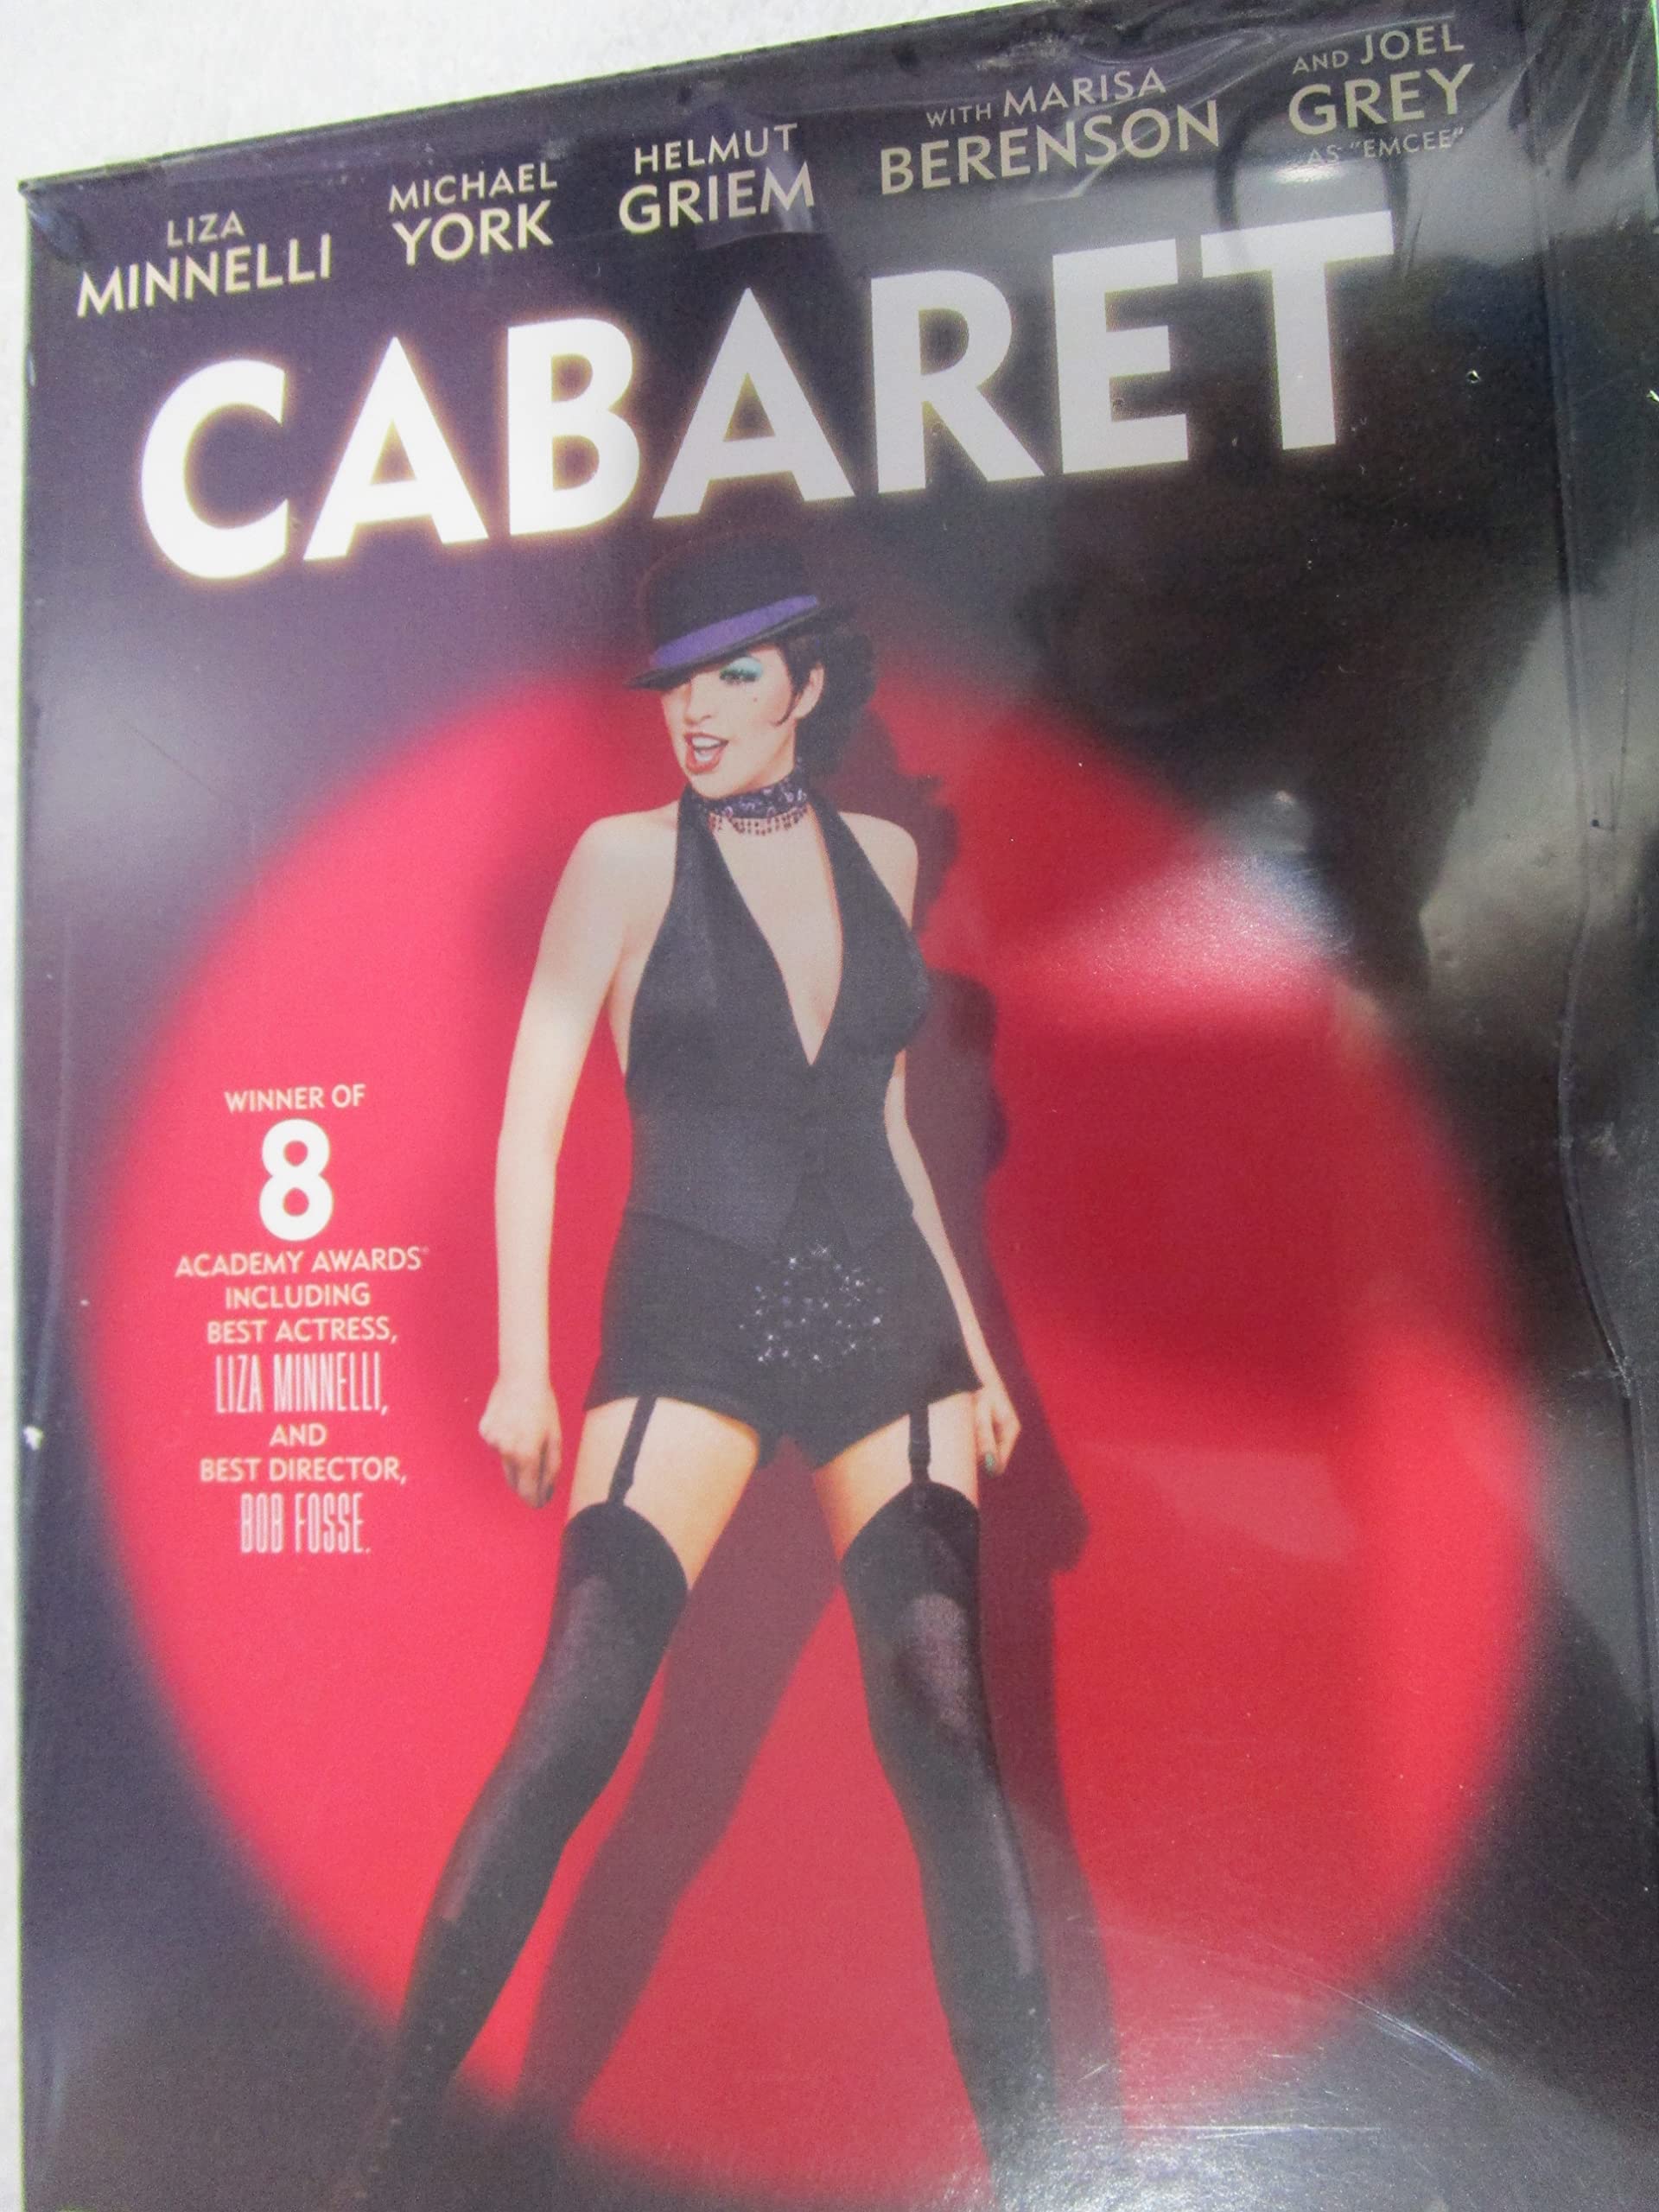 LIZA
MINNELLI
MICHAEL
YORK
HELMUT
GRIEM
WITH MARISA
BERENSON
AND JOEL
GREY
AS "EMCEE"
CABARET
WINNER OF
8
ACADEMY AWARDS®
INCLUDING
BEST ACTRESS,
LIZA MINNELLI,
AND
BEST DIRECTOR,
BOB FOSSE.